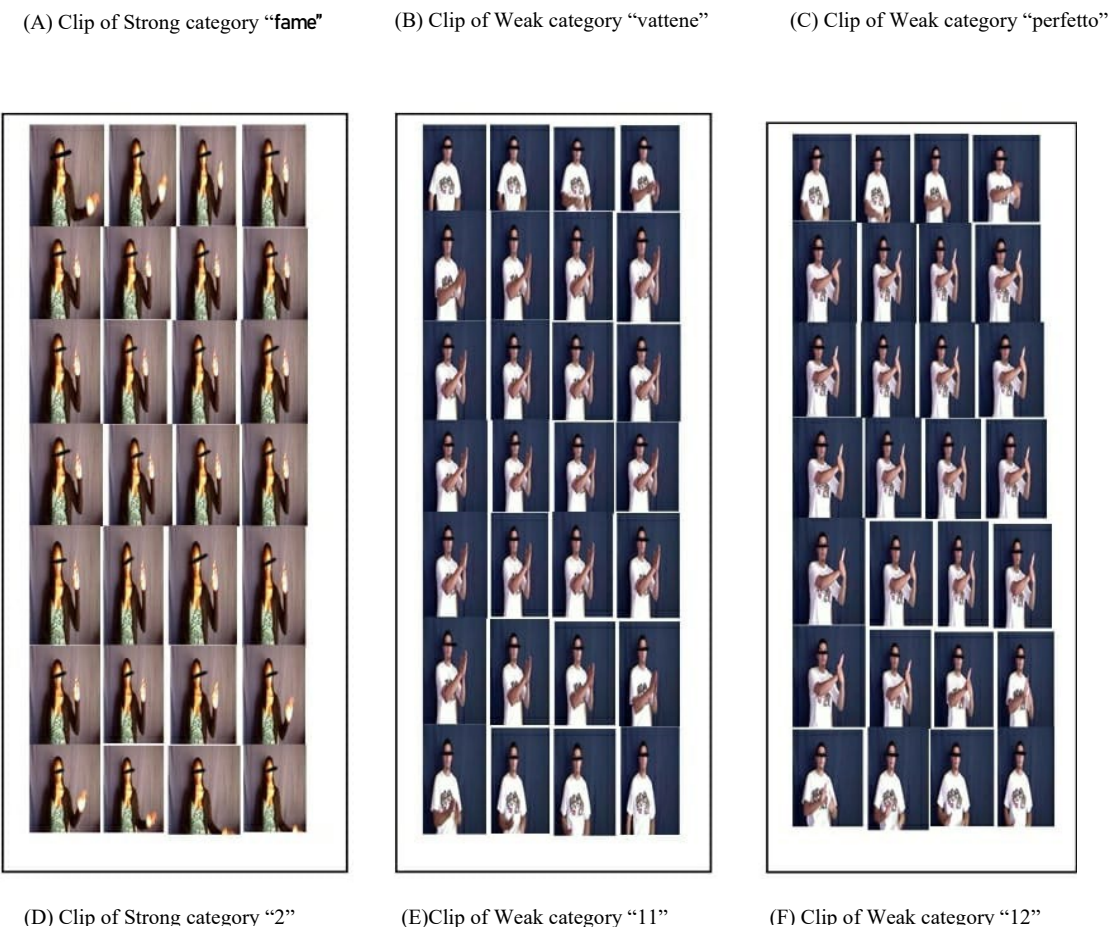 (A) Clip of Strong category “fame” (B) Clip of Weak category “vattene” (C) Clip of Weak category “perfetto”
(D) Clip of Strong category “2” (E)Clip of Weak category “11” (F) Clip of Weak category “12”